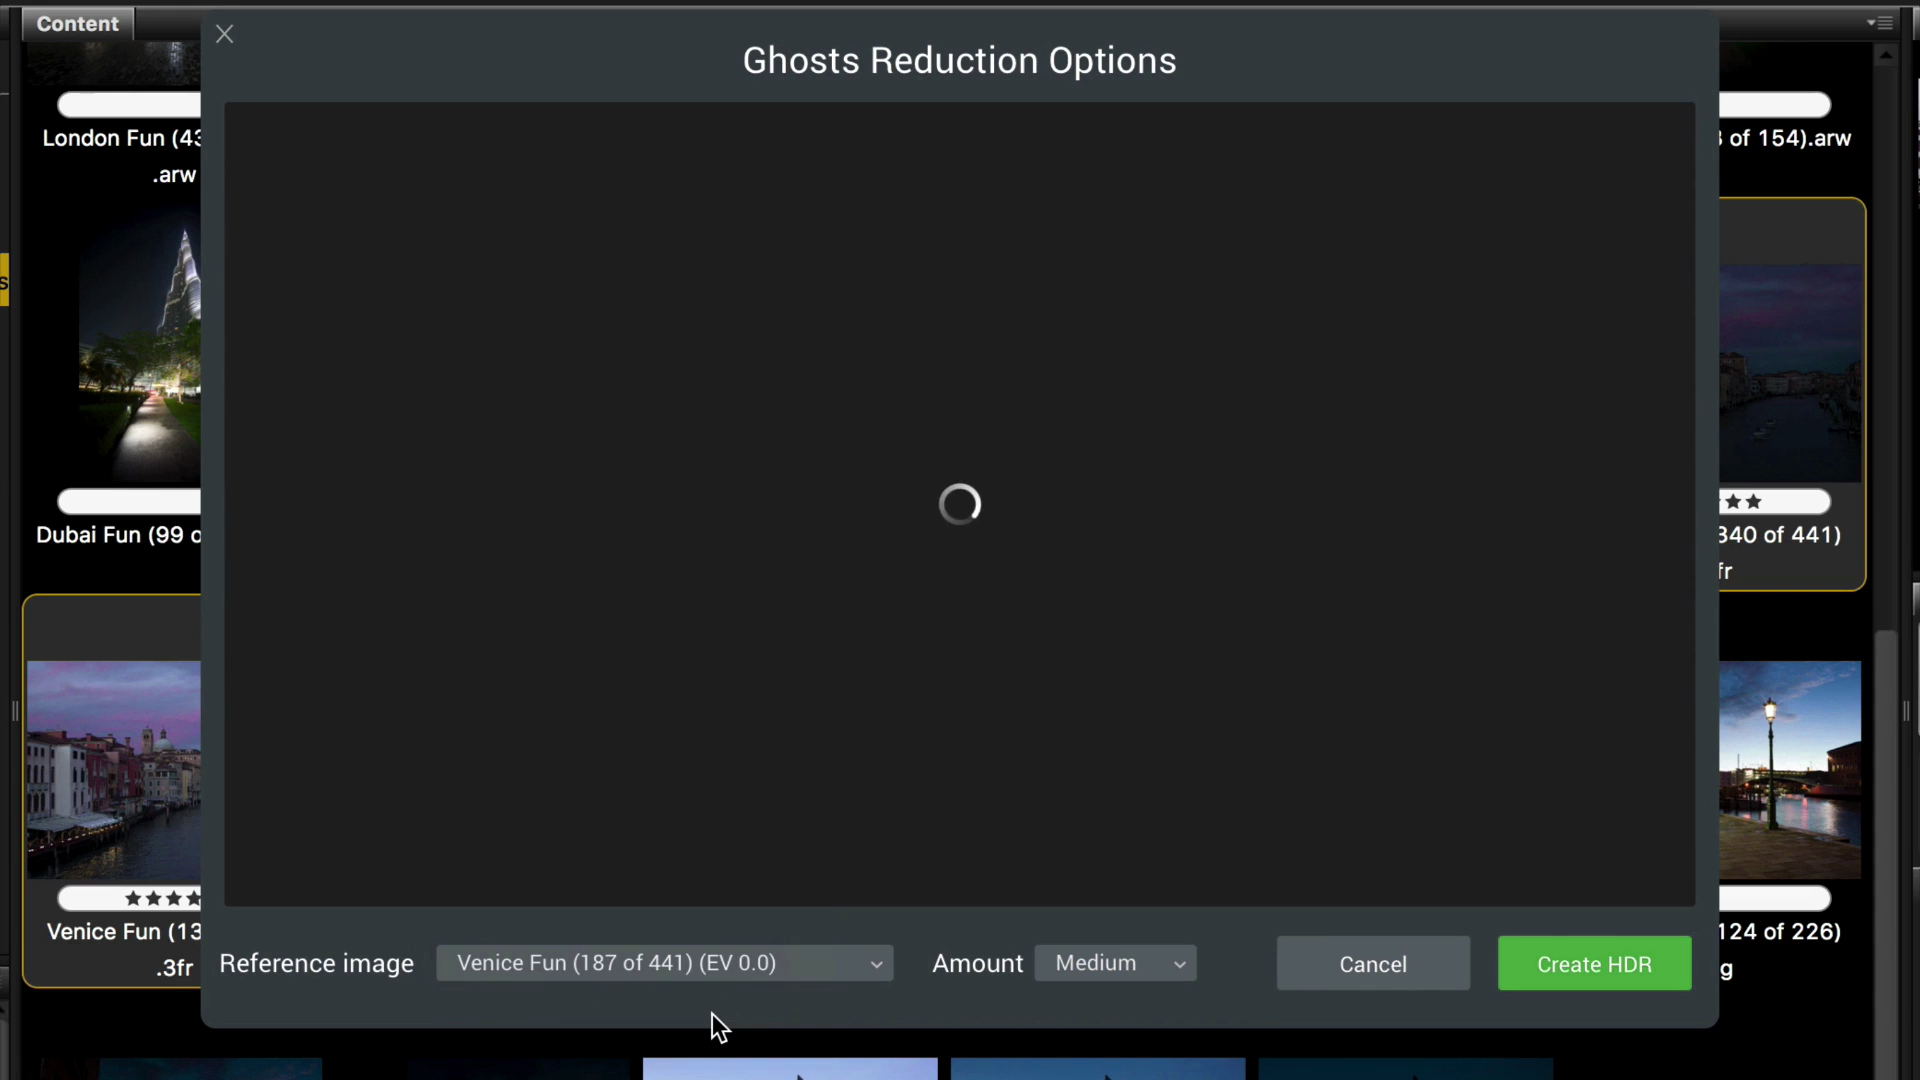 Content
Ghosts Reduction Options
London Fun (43
.arw
of 154).arw
Dubai Fun (99 o
340 of 441)
fr
★★
★★★★
Venice Fun (13
.3fr
124 of 226)
g
Reference image
Venice Fun (187 of 441) (EV 0.0)
Amount
Medium
Cancel
Create HDR